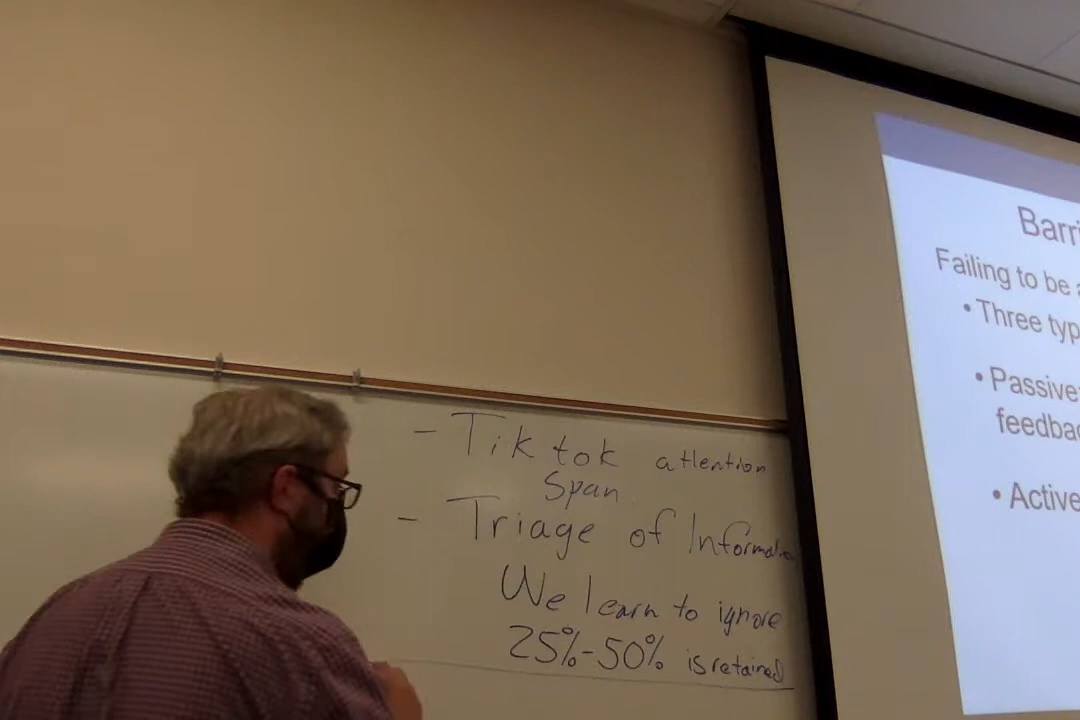 - Tik tok attention
Span
- Triage of Information
We learn to ignore
25%-50% is retained
Barri
Failing to be a
• Three typ
• Passive:
feedbac
• Active